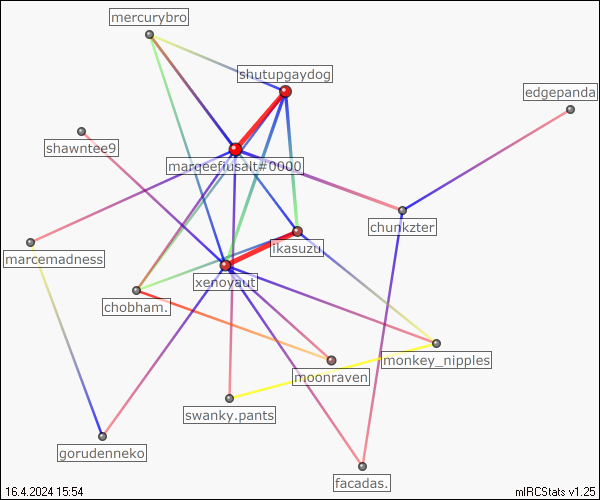 mercurybro
shutupgaydog
edgepanda
shawntee9
marqeefusalt#0000
chunkzter
ikasuzu
marcemadness
xenoyaut
chobham.
monkey_nipples
moonraven
swanky.pants
gorudenneko
facadas.
16.4.2024 15:54
mIRCStats v1.25